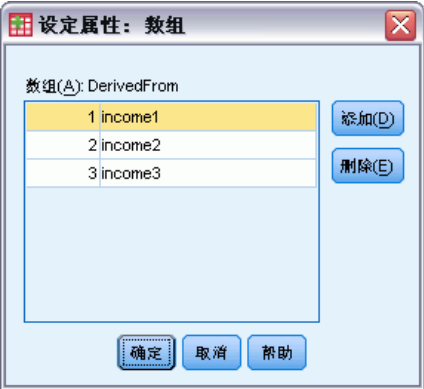 设定属性：数组
数组(A): DerivedFrom
1 income1
2 income2
3 income3
添加(D)
删除(E)
确定
取消
帮助